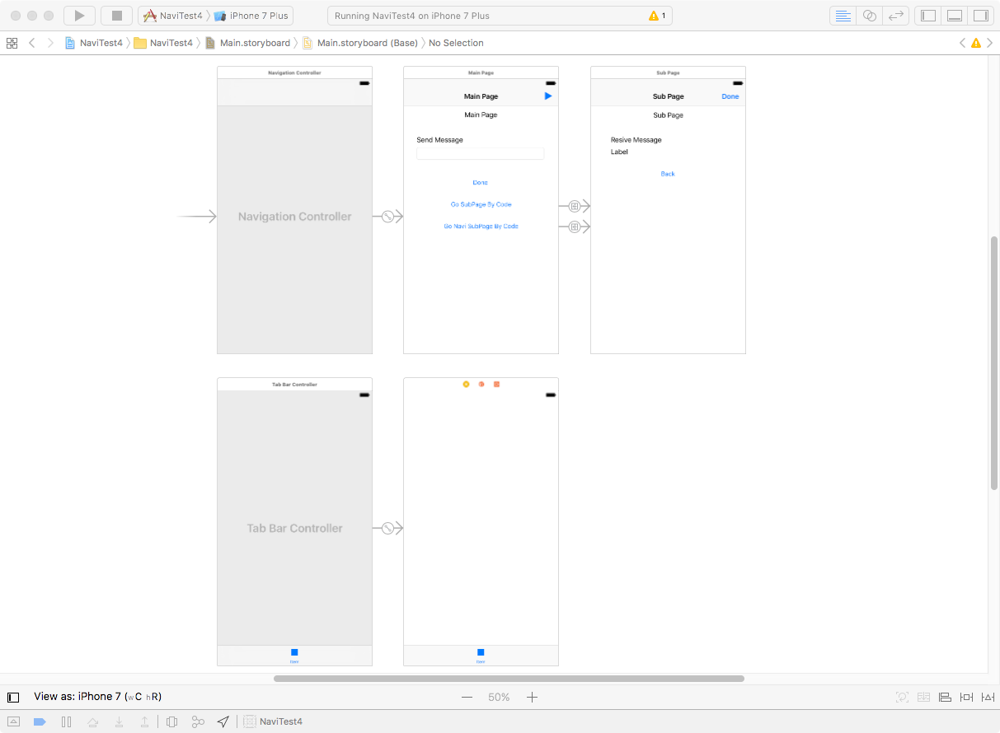 NaviTest4 iPhone 7 Plus
Running NaviTest4 on iPhone 7 Plus
1
NaviTest4 NaviTest4 Main.storyboard Main.storyboard (Base) No Selection
Navigation Controller
Navigation Controller
Main Page
Main Page
Main Page
Send Message
Done
Go SubPage By Code
Go Navi SubPage By Code
Sub Page
Sub Page Done
Sub Page
Resive Message
Label
Back
Tab Bar Controller
Tab Bar Controller
Item
Item
View as: iPhone 7 (wC hR)
50%
NaviTest4